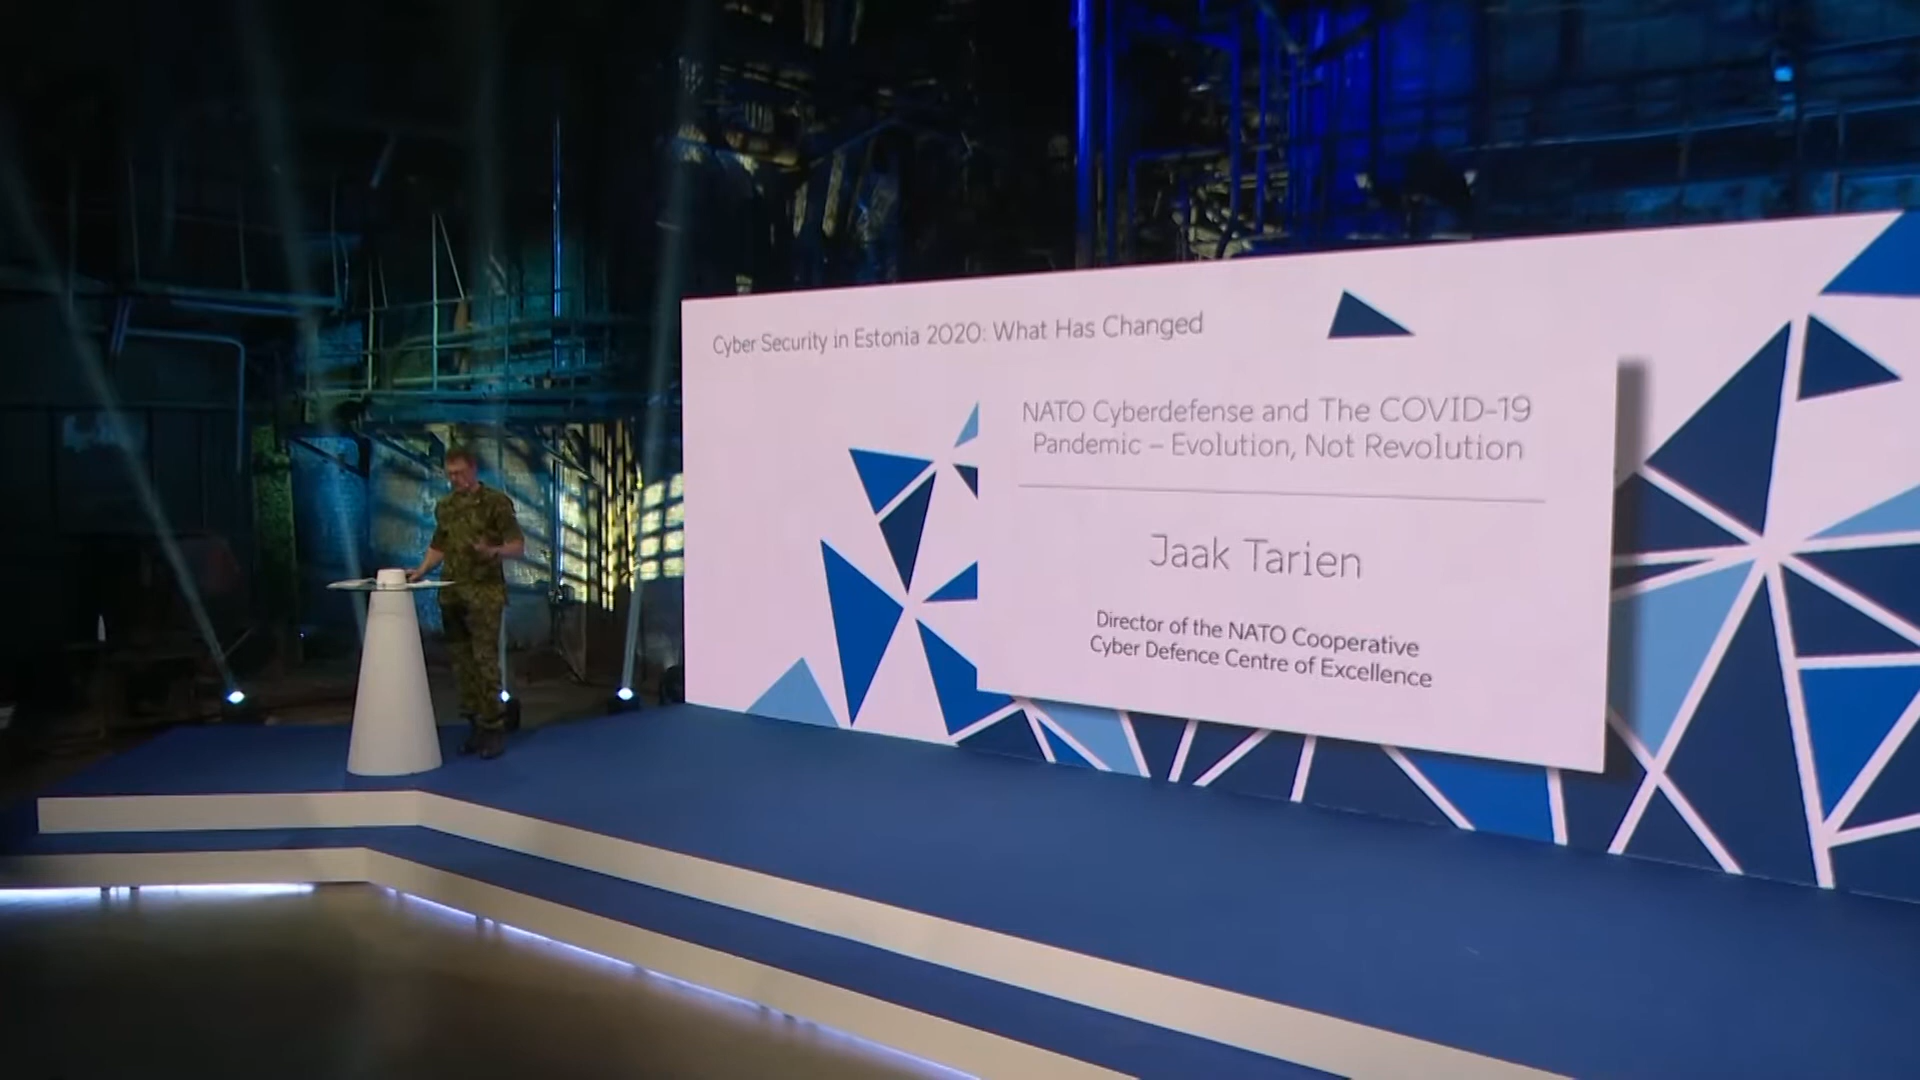 Cyber Security in Estonia 2020: What Has Changed
NATO Cyberdefense and The COVID-19
Pandemic – Evolution, Not Revolution
Jaak Tarien
Director of the NATO Cooperative
Cyber Defence Centre of Excellence